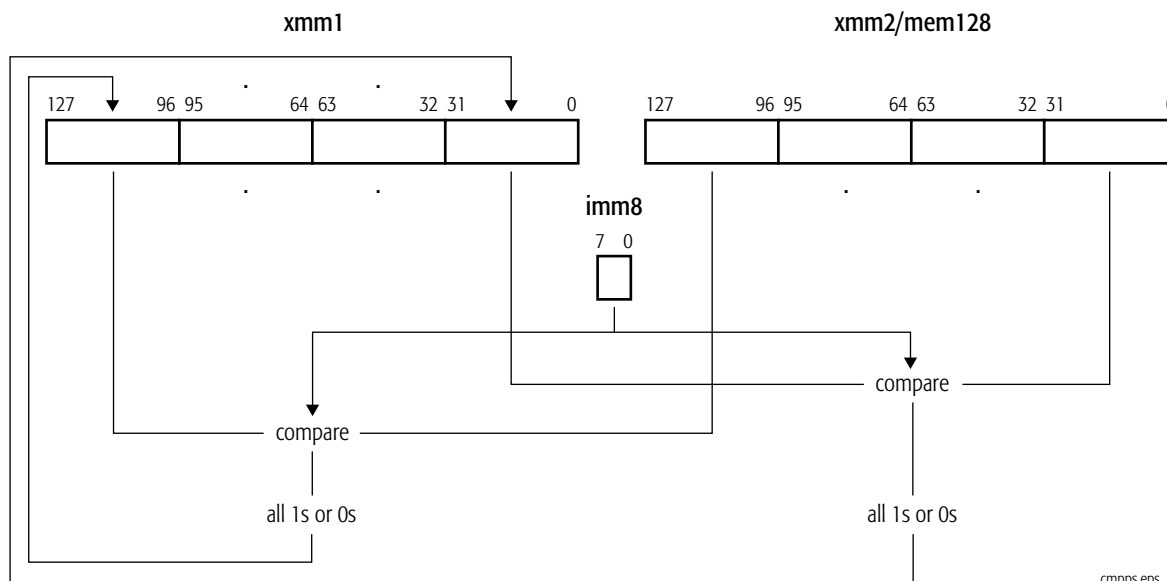 xmm1 xmm2/mem128
127 96 95 64 63 32 31 0 127 96 95 64 63 32 31
imm8
7 0
compare
compare
all 1s or 0s all 1s or 0s
cmpps.eps